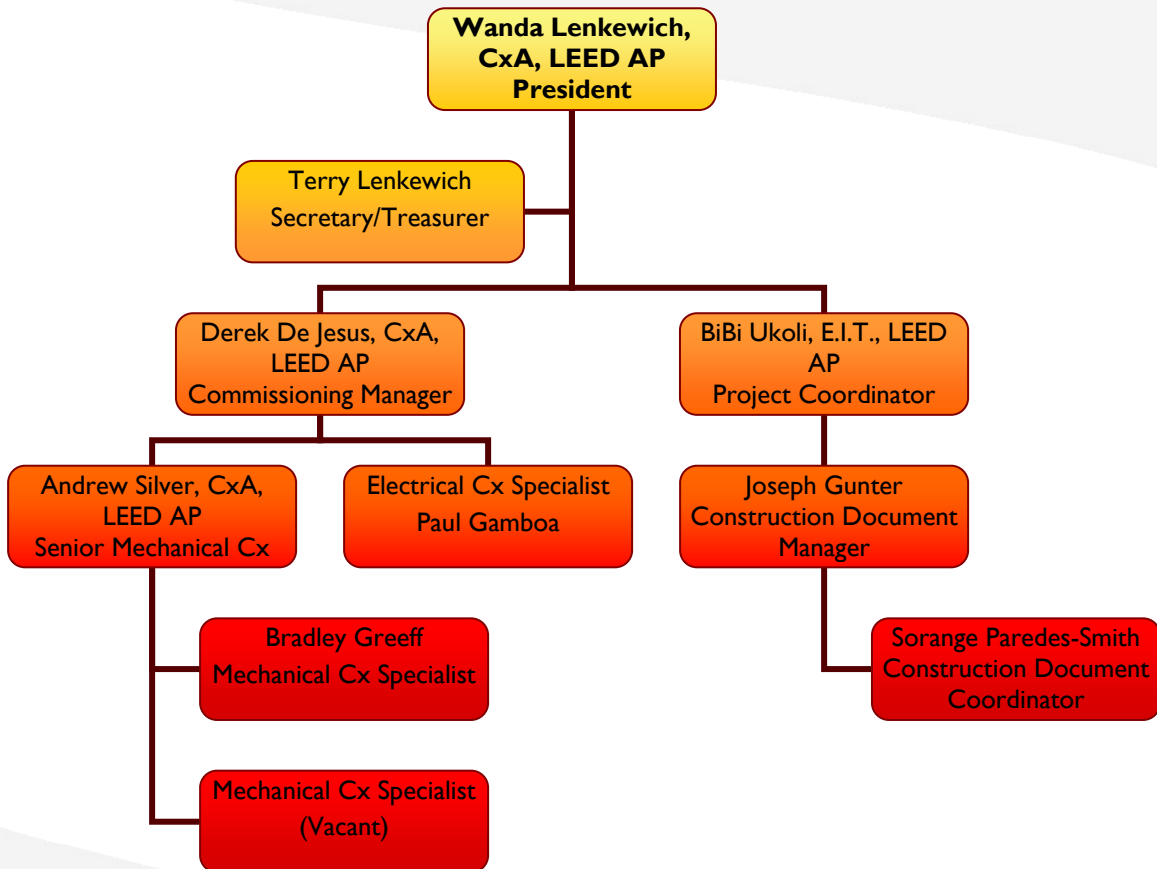 Wanda Lenkewich,
CxA, LEED AP
President
Terry Lenkewich
Secretary/Treasurer
Derek De Jesus, CxA,
LEED AP
Commissioning Manager
BiBi Ukoli, E.I.T., LEED
AP
Project Coordinator
Andrew Silver, CxA,
LEED AP
Senior Mechanical Cx
Electrical Cx Specialist
Paul Gamboa
Joseph Gunter
Construction Document
Manager
Bradley Greeff
Mechanical Cx Specialist
Sorange Paredes-Smith
Construction Document
Coordinator
Mechanical Cx Specialist
(Vacant)